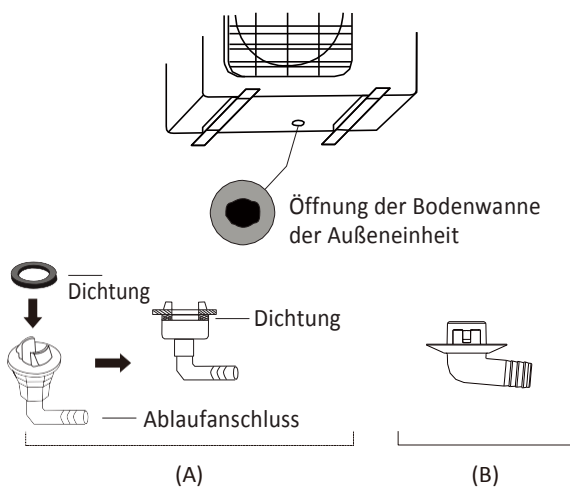 Öffnung der Bodenwanne
der Außeneinheit
Dichtung
Dichtung
Ablaufanschluss
(A)
(B)